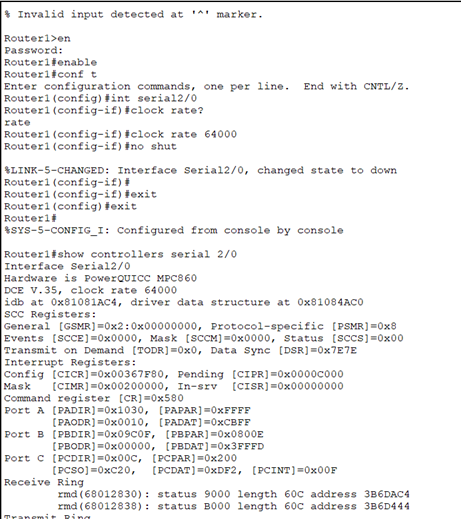 % Invalid input detected at '^' marker.
Router1>en
Password:
Router1#enable
Router1#conf t
Enter configuration commands, one per line.  End with CNTL/Z.
Router1(config)#int serial2/0
Router1(config-if)#clock rate?
rate
Router1(config-if)#clock rate 64000
Router1(config-if)#no shut
%LINK-5-CHANGED: Interface Serial2/0, changed state to down
Router1(config-if)#
Router1(config-if)#exit
Router1(config)#exit
Router1#
%SYS-5-CONFIG_I: Configured from console by console
Router1#show controllers serial 2/0
Interface Serial2/0
Hardware is PowerQUICC MPC860
DCE V.35, clock rate 64000
idb at 0x81081AC4, driver data structure at 0x81084AC0
SCC Registers:
General [GSMR]=0x2:0x00000000, Protocol-specific [PSMR]=0x8
Events [SCCE]=0x0000, Mask [SCCM]=0x0000, Status [SCCS]=0x00
Transmit on Demand [TODR]=0x0, Data Sync [DSR]=0x7E7E
Interrupt Registers:
Config [CICR]=0x00367F80, Pending [CIPR]=0x0000C000
Mask   [CIMR]=0x00200000, In-srv  [CISR]=0x00000000
Command register [CR]=0x580
Port A [PADIR]=0x1030, [PAPAR]=0xFFFF
       [PAODR]=0x0010, [PADAT]=0xCBFF
Port B [PBDIR]=0x09C0F, [PBPAR]=0x0800E
       [PBODR]=0x00000, [PBDAT]=0x3FFFD
Port C [PCDIR]=0x00C, [PCPAR]=0x200
       [PCSO]=0xC20,  [PCDAT]=0xDF2, [PCINT]=0x00F
Receive Ring
        rmd(68012830): status 9000 length 60C address 3B6DAC4
        rmd(68012838): status B000 length 60C address 3B6D444
Transmit Ring